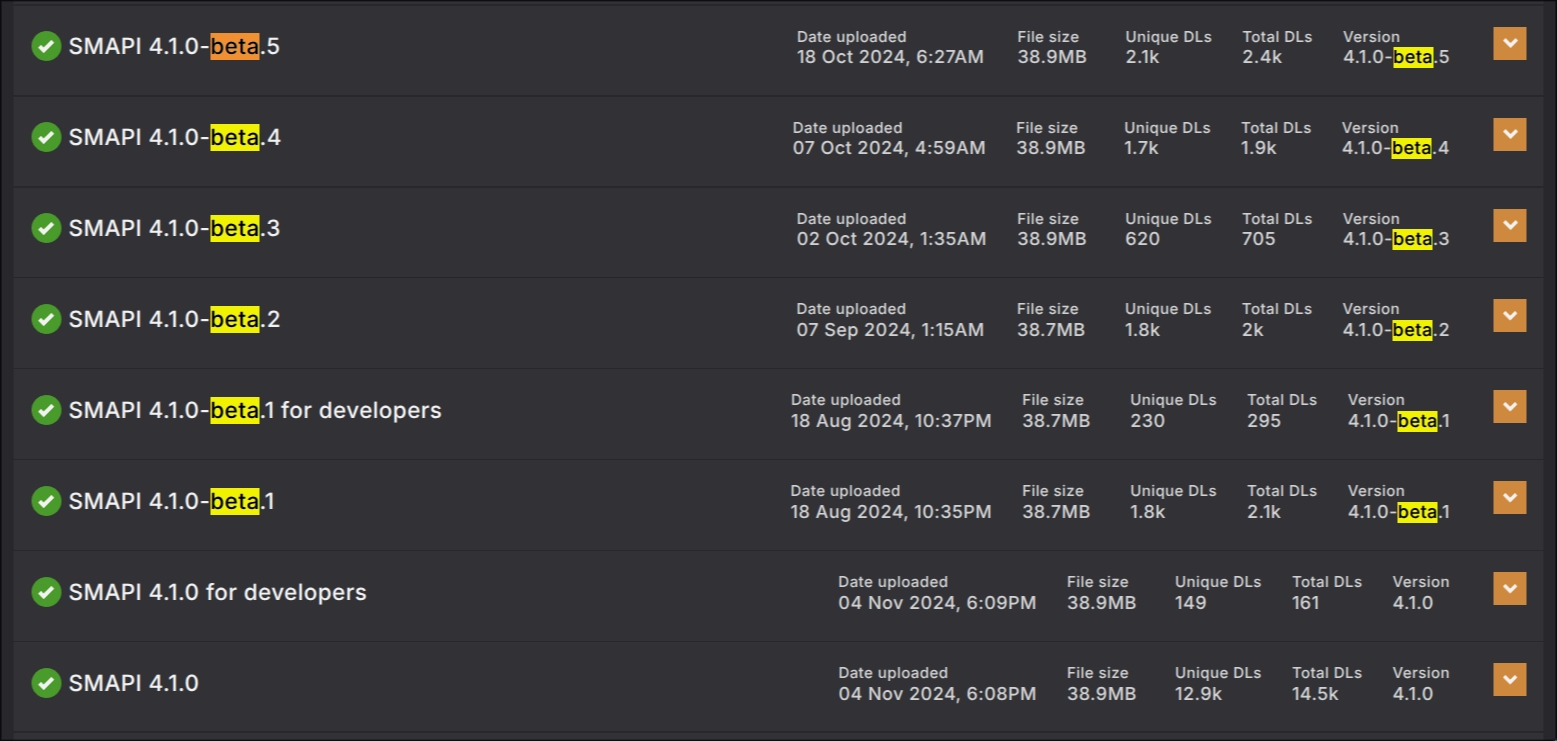 SMAPI 4.1.0-beta.5
Date uploaded File size Unique DLs Total DLs Version
18 Oct 2024, 6:27AM 38.9MB 2.1k 2.4k 4.1.0-beta.5
SMAPI 4.1.0-beta.4
Date uploaded File size Unique DLs Total DLs Version
07 Oct 2024, 4:59AM 38.9MB 1.7k 1.9k 4.1.0-beta.4
SMAPI 4.1.0-beta.3
Date uploaded File size Unique DLs Total DLs Version
02 Oct 2024, 1:35AM 38.9MB 620 705 4.1.0-beta.3
SMAPI 4.1.0-beta.2
Date uploaded File size Unique DLs Total DLs Version
07 Sep 2024, 1:15AM 38.7MB 1.8k 2k 4.1.0-beta.2
SMAPI 4.1.0-beta.1 for developers
Date uploaded File size Unique DLs Total DLs Version
18 Aug 2024, 10:37PM 38.7MB 230 295 4.1.0-beta.1
SMAPI 4.1.0-beta.1
Date uploaded File size Unique DLs Total DLs Version
18 Aug 2024, 10:35PM 38.7MB 1.8k 2.1k 4.1.0-beta.1
SMAPI 4.1.0 for developers
Date uploaded File size Unique DLs Total DLs Version
04 Nov 2024, 6:09PM 38.9MB 149 161 4.1.0
SMAPI 4.1.0
Date uploaded File size Unique DLs Total DLs Version
04 Nov 2024, 6:08PM 38.9MB 12.9k 14.5k 4.1.0